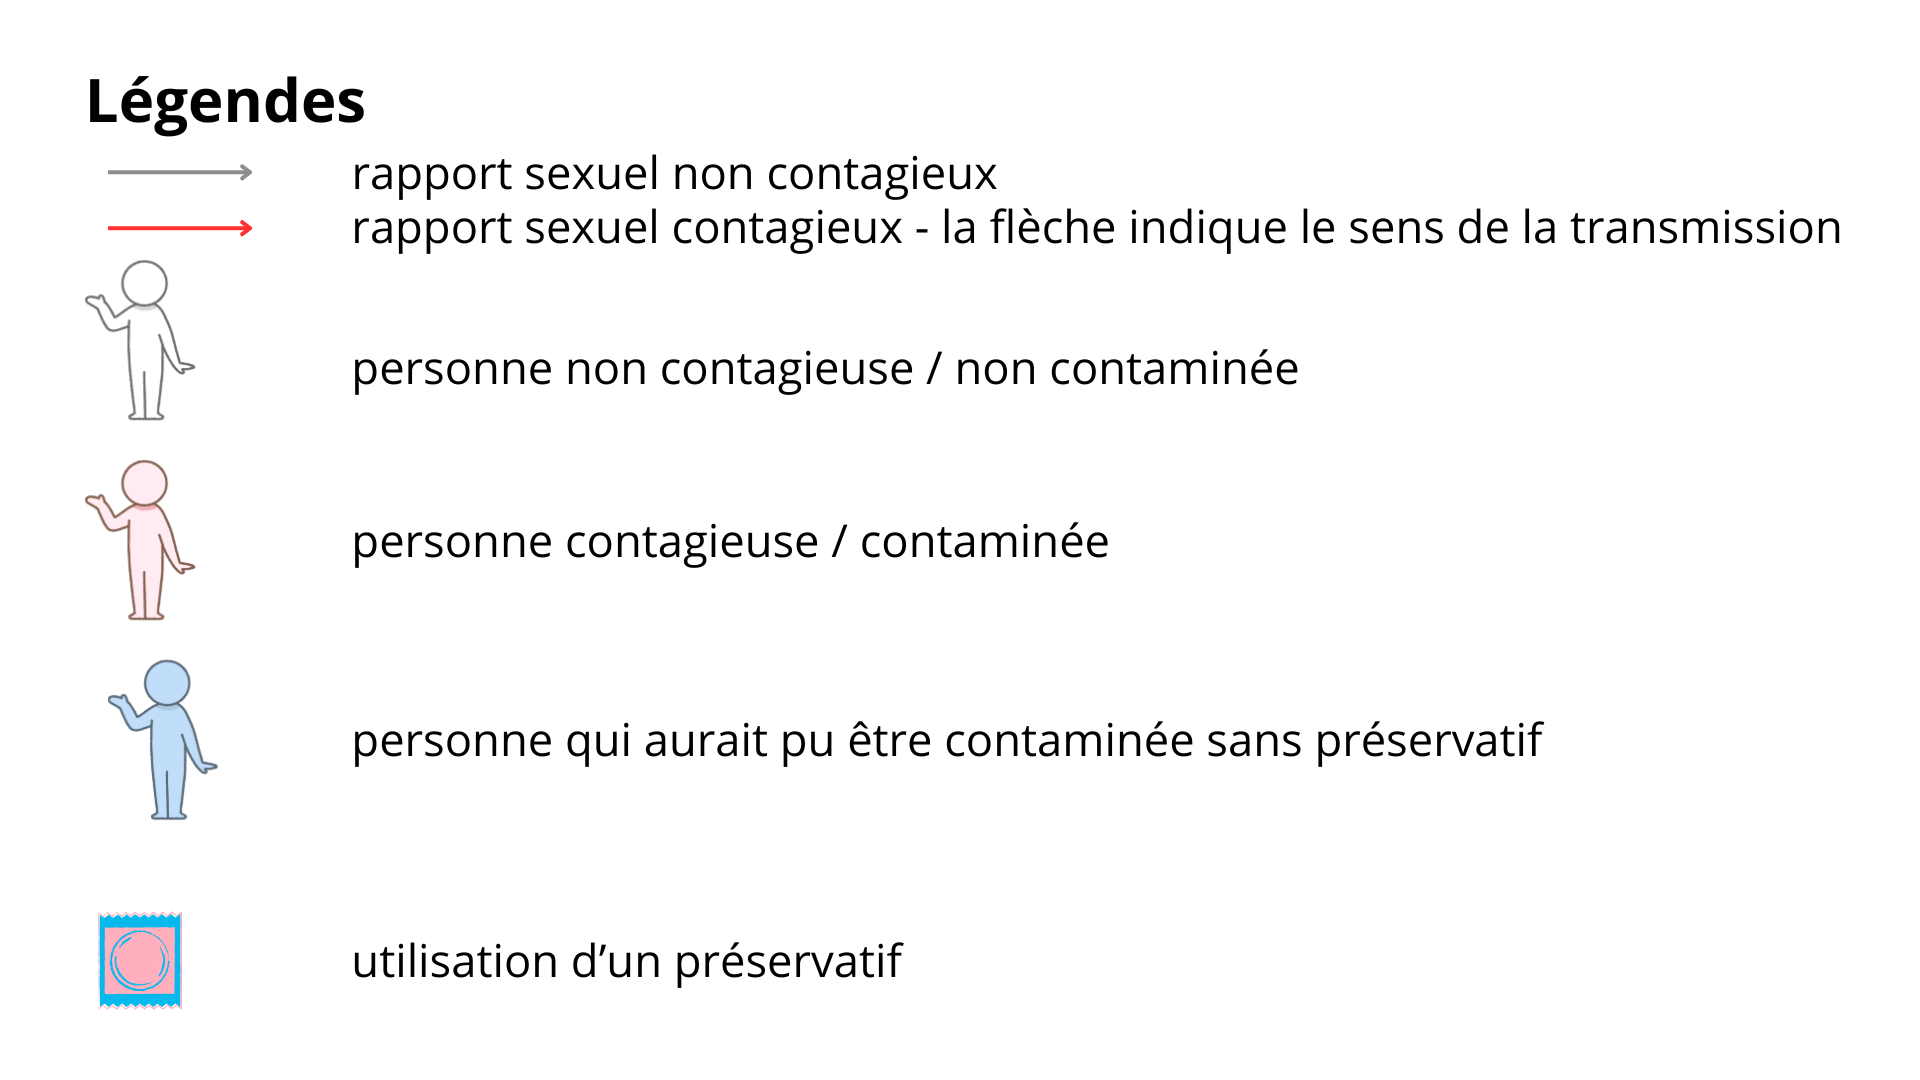 Légendes
rapport sexuel non contagieux
rapport sexuel contagieux - la flèche indique le sens de la transmission
personne non contagieuse / non contaminée
personne contagieuse / contaminée
personne qui aurait pu être contaminée sans préservatif
utilisation d’un préservatif